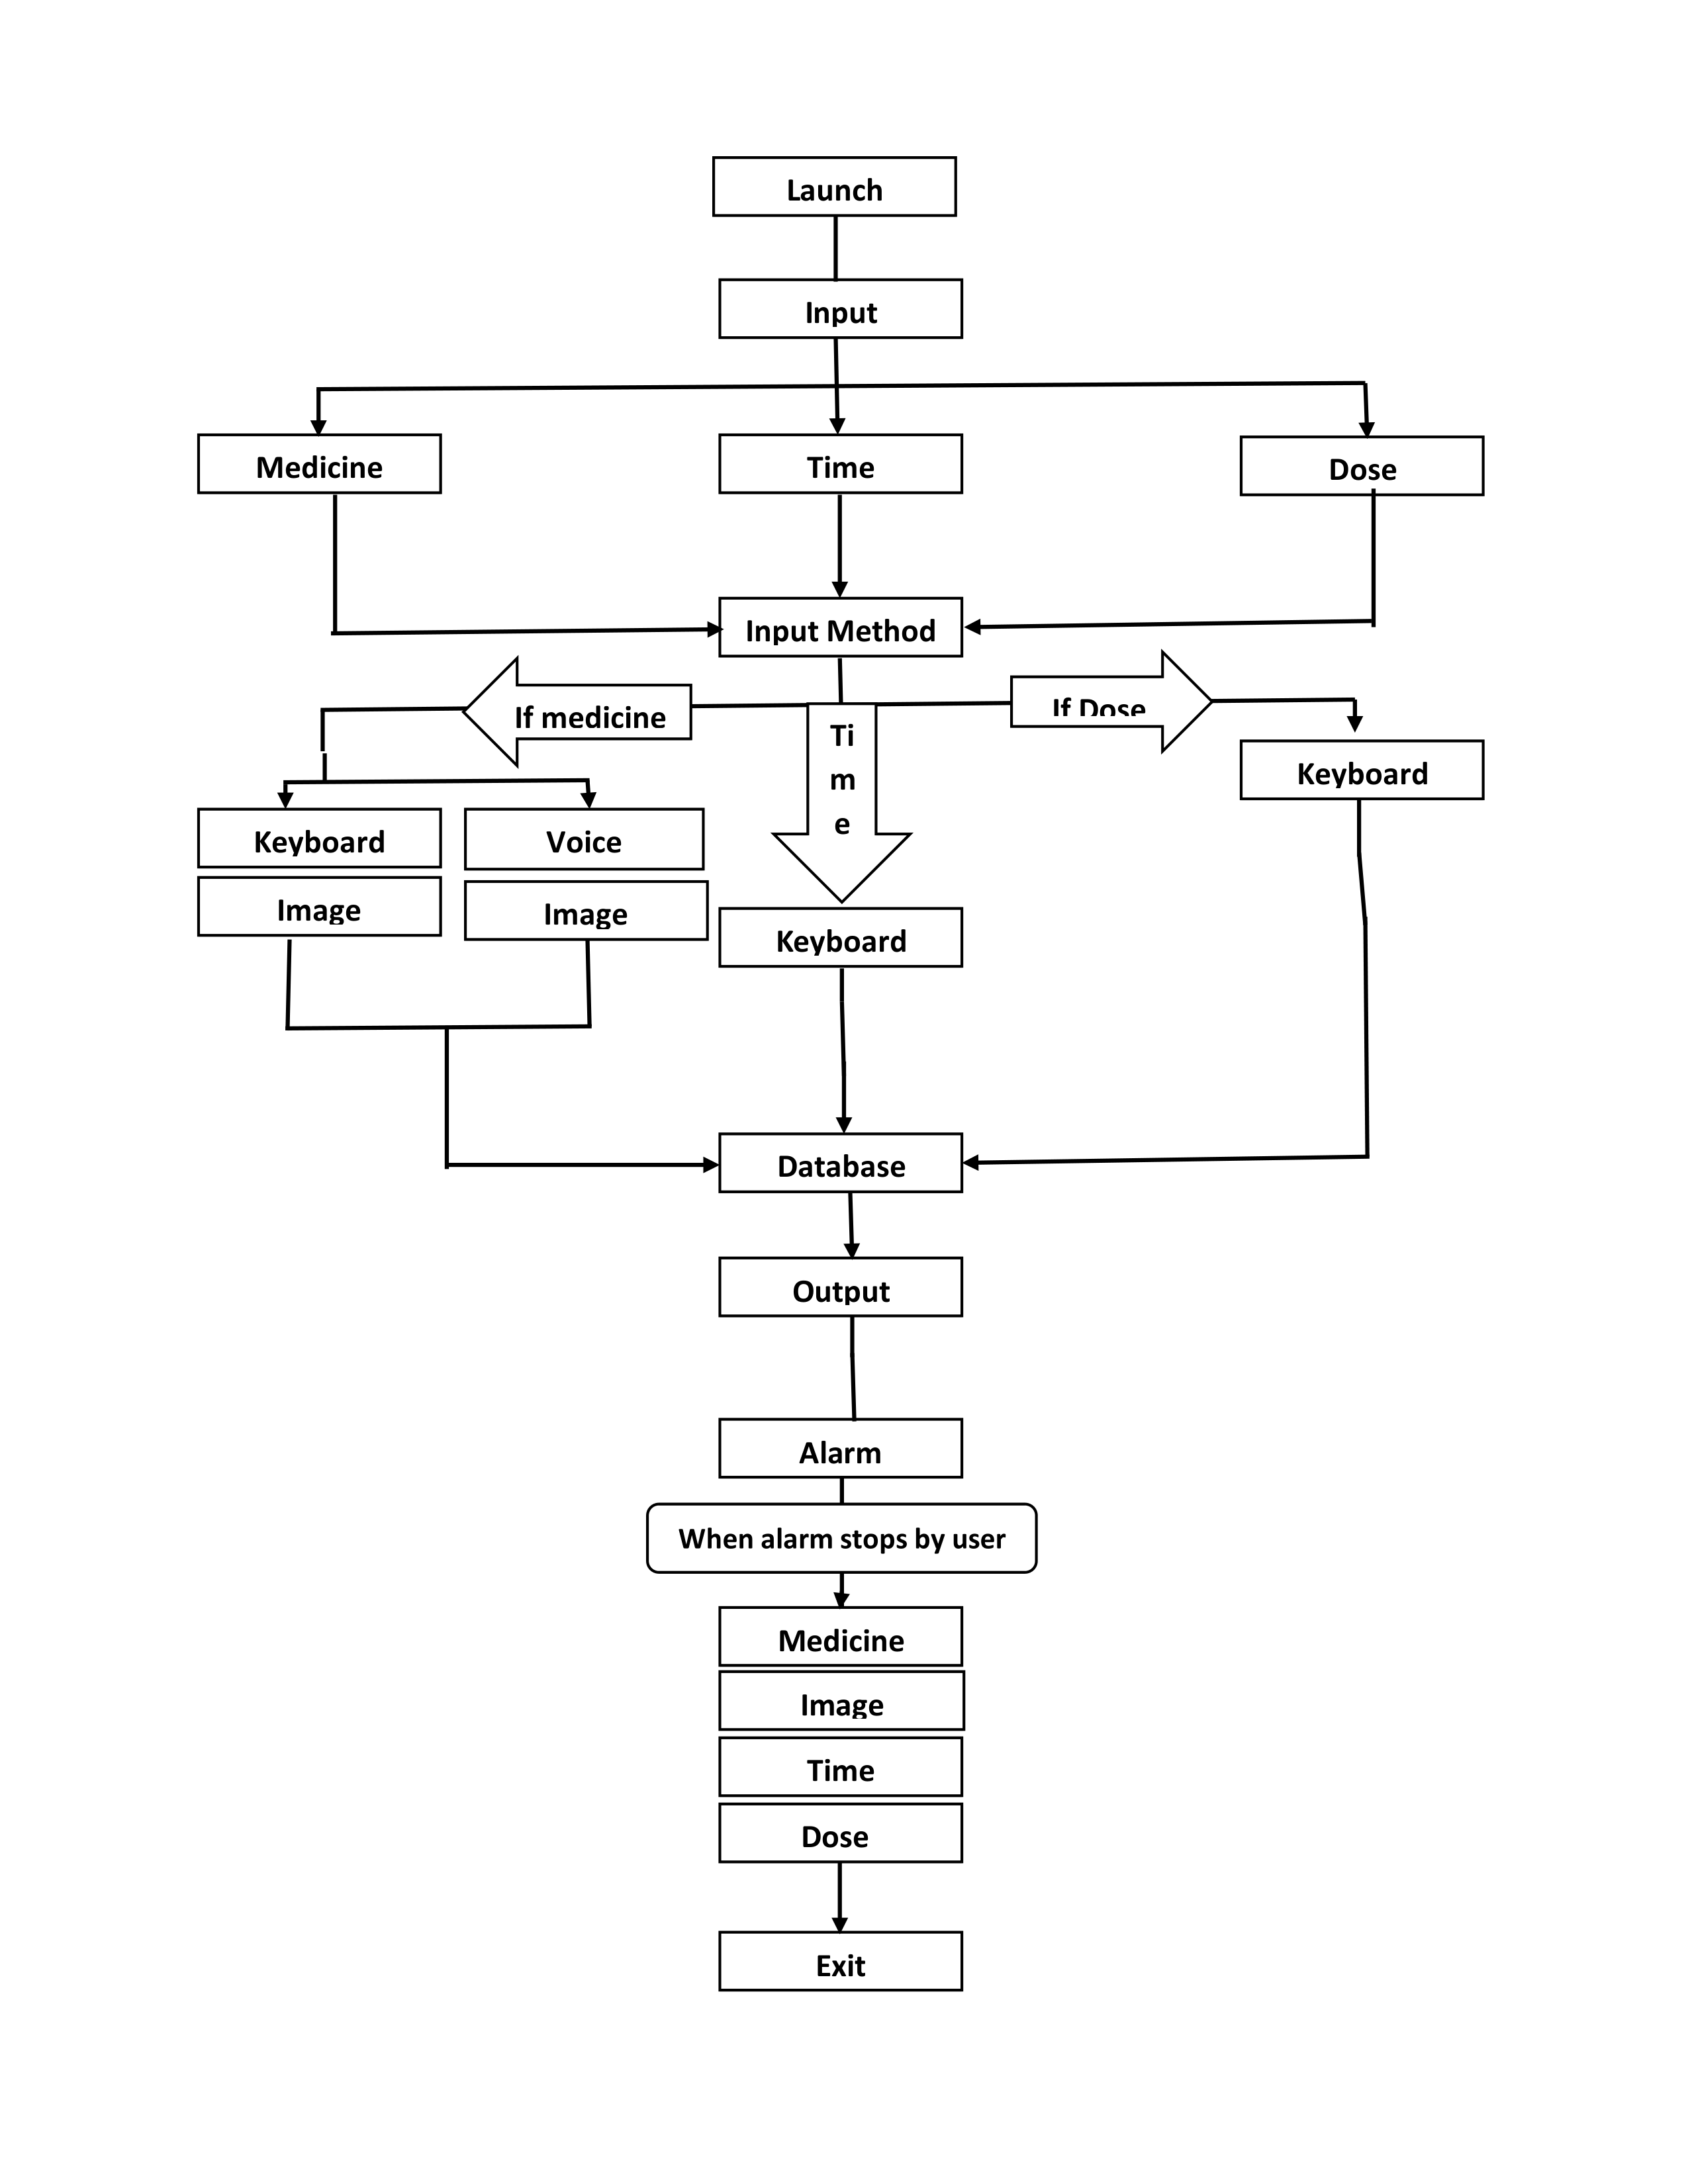 Launch
Input
Medicine
Time
Dose
Input Method
If medicine
If Dose
Ti
m
e
Keyboard
Keyboard
Voice
Image
Image
Keyboard
Database
Output
Alarm
When alarm stops by user
Medicine
Image
Time
Dose
Exit